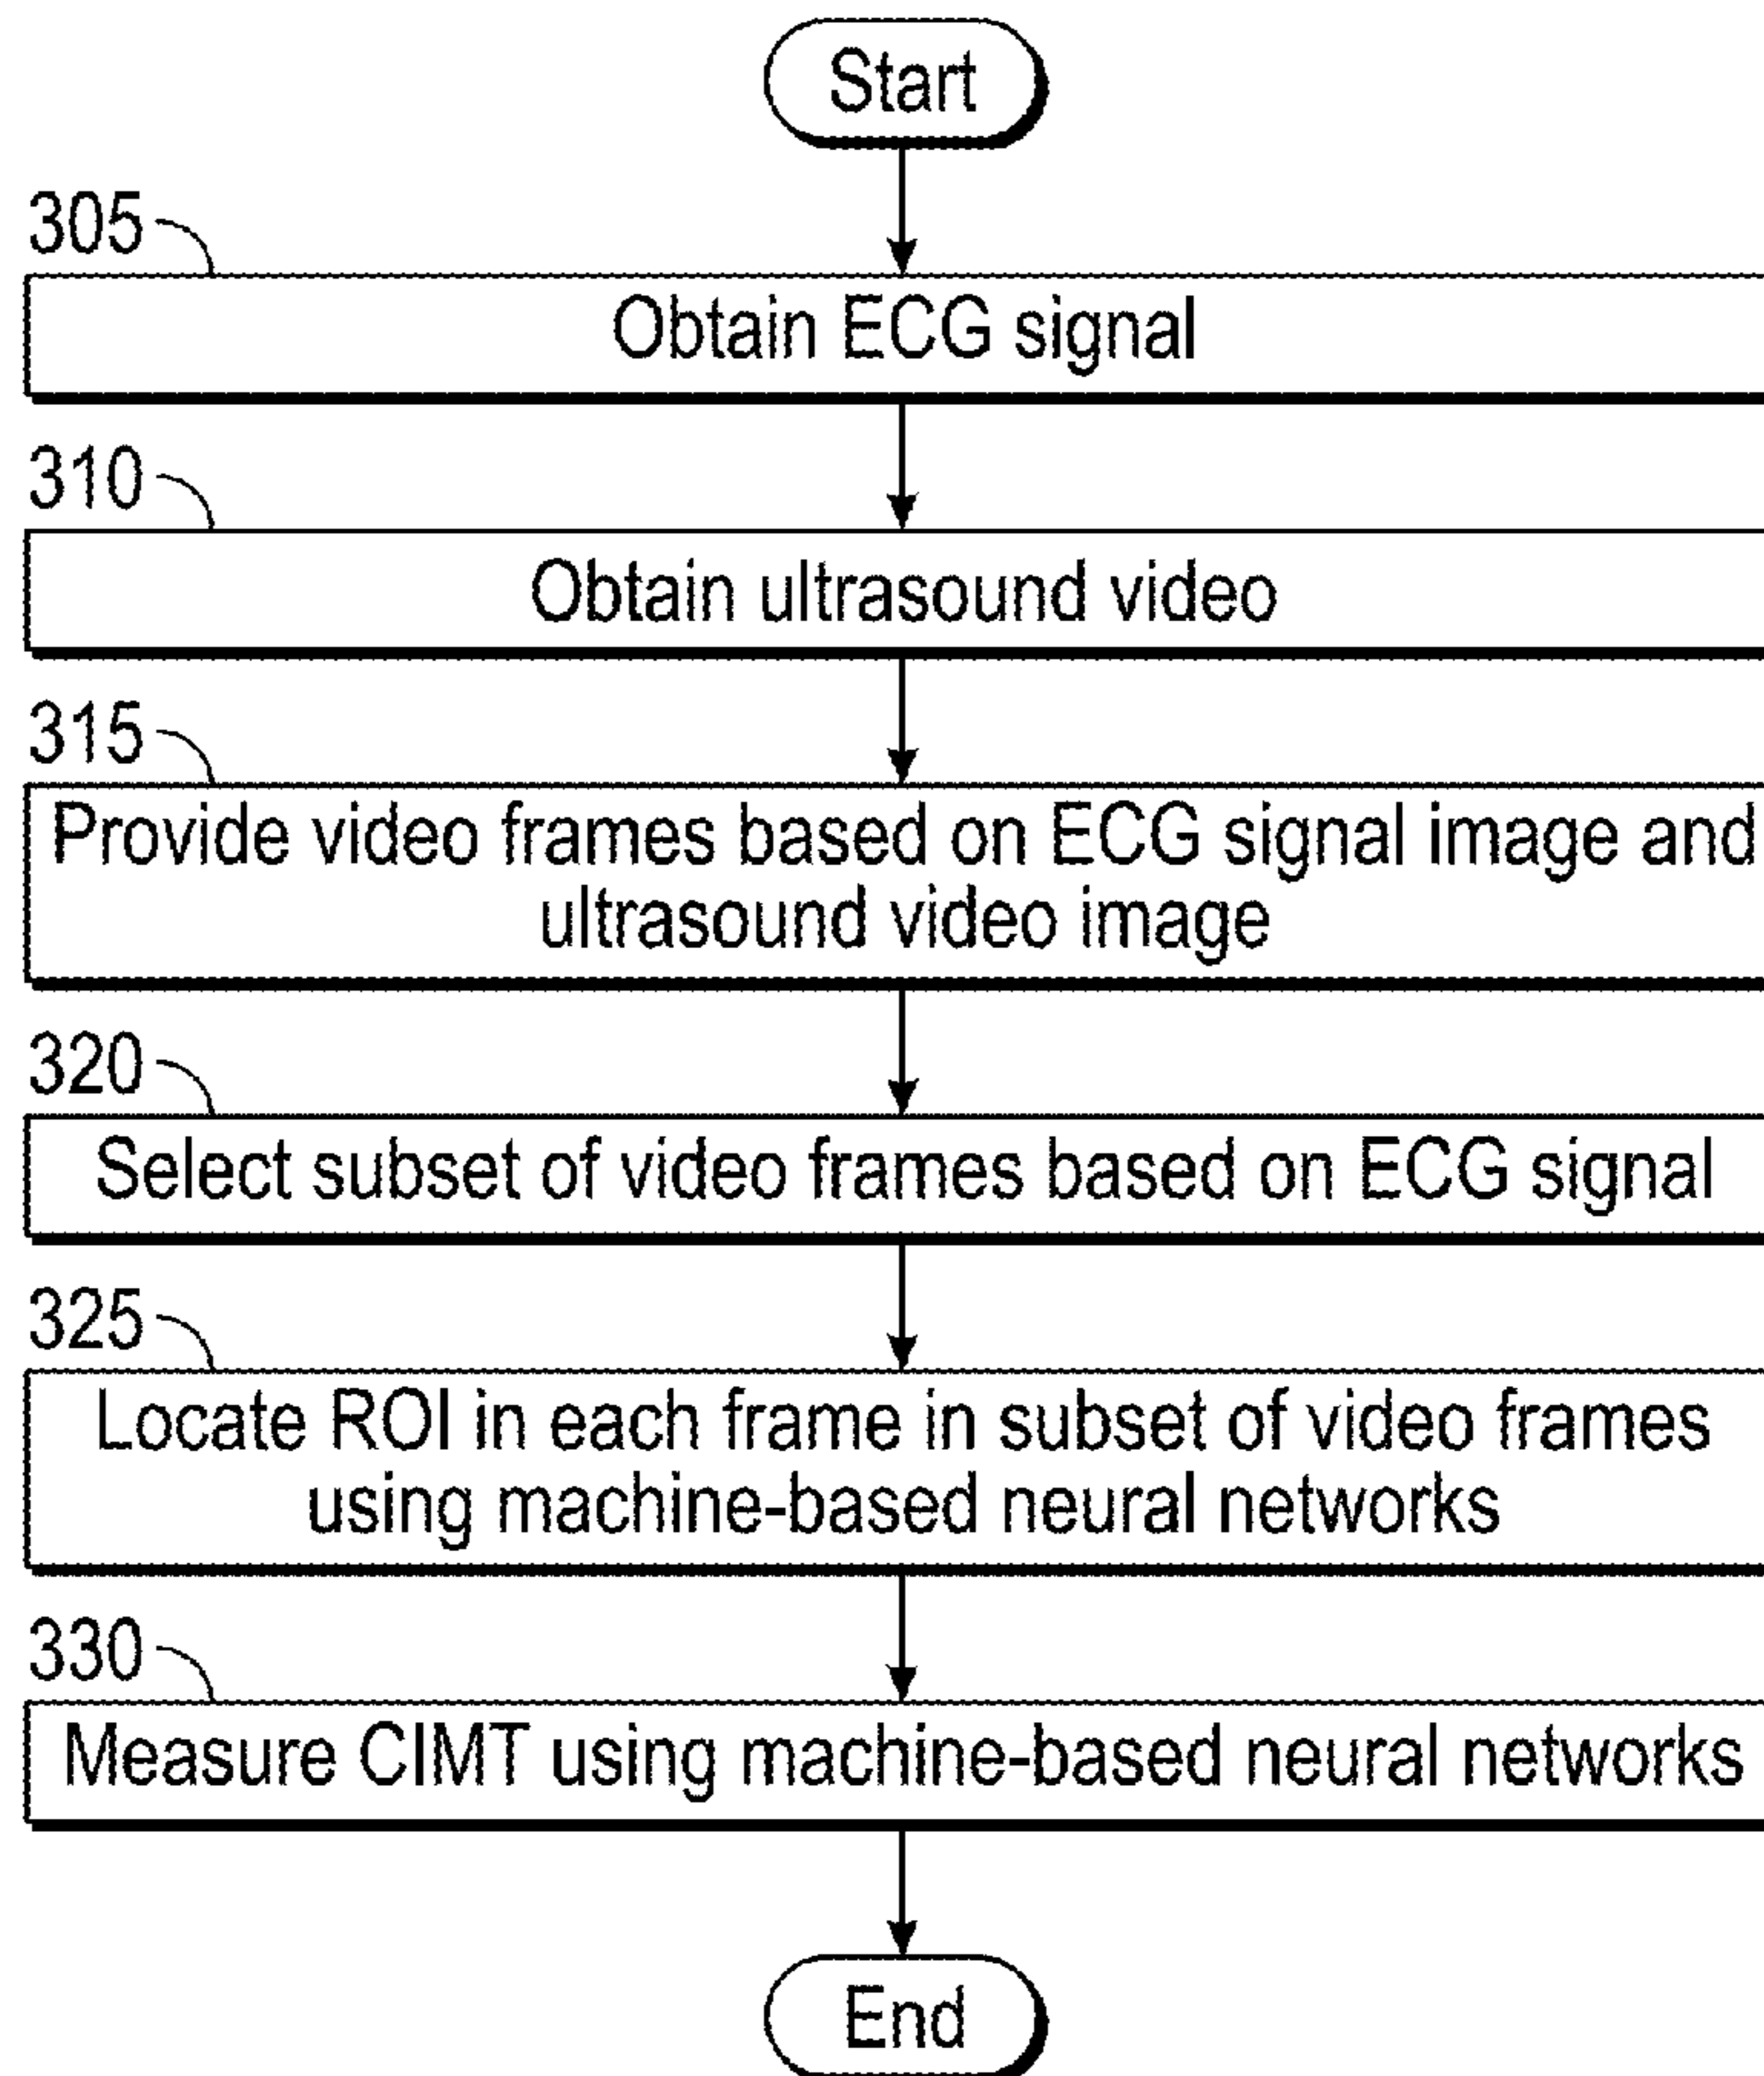 Start
305
Obtain ECG signal
310
Obtain ultrasound video
315
Provide video frames based on ECG signal image and
ultrasound video image
320
Select subset of video frames based on ECG signal
325
Locate ROI in each frame in subset of video frames
using machine-based neural networks
330
Measure CIMT using machine-based neural networks
End